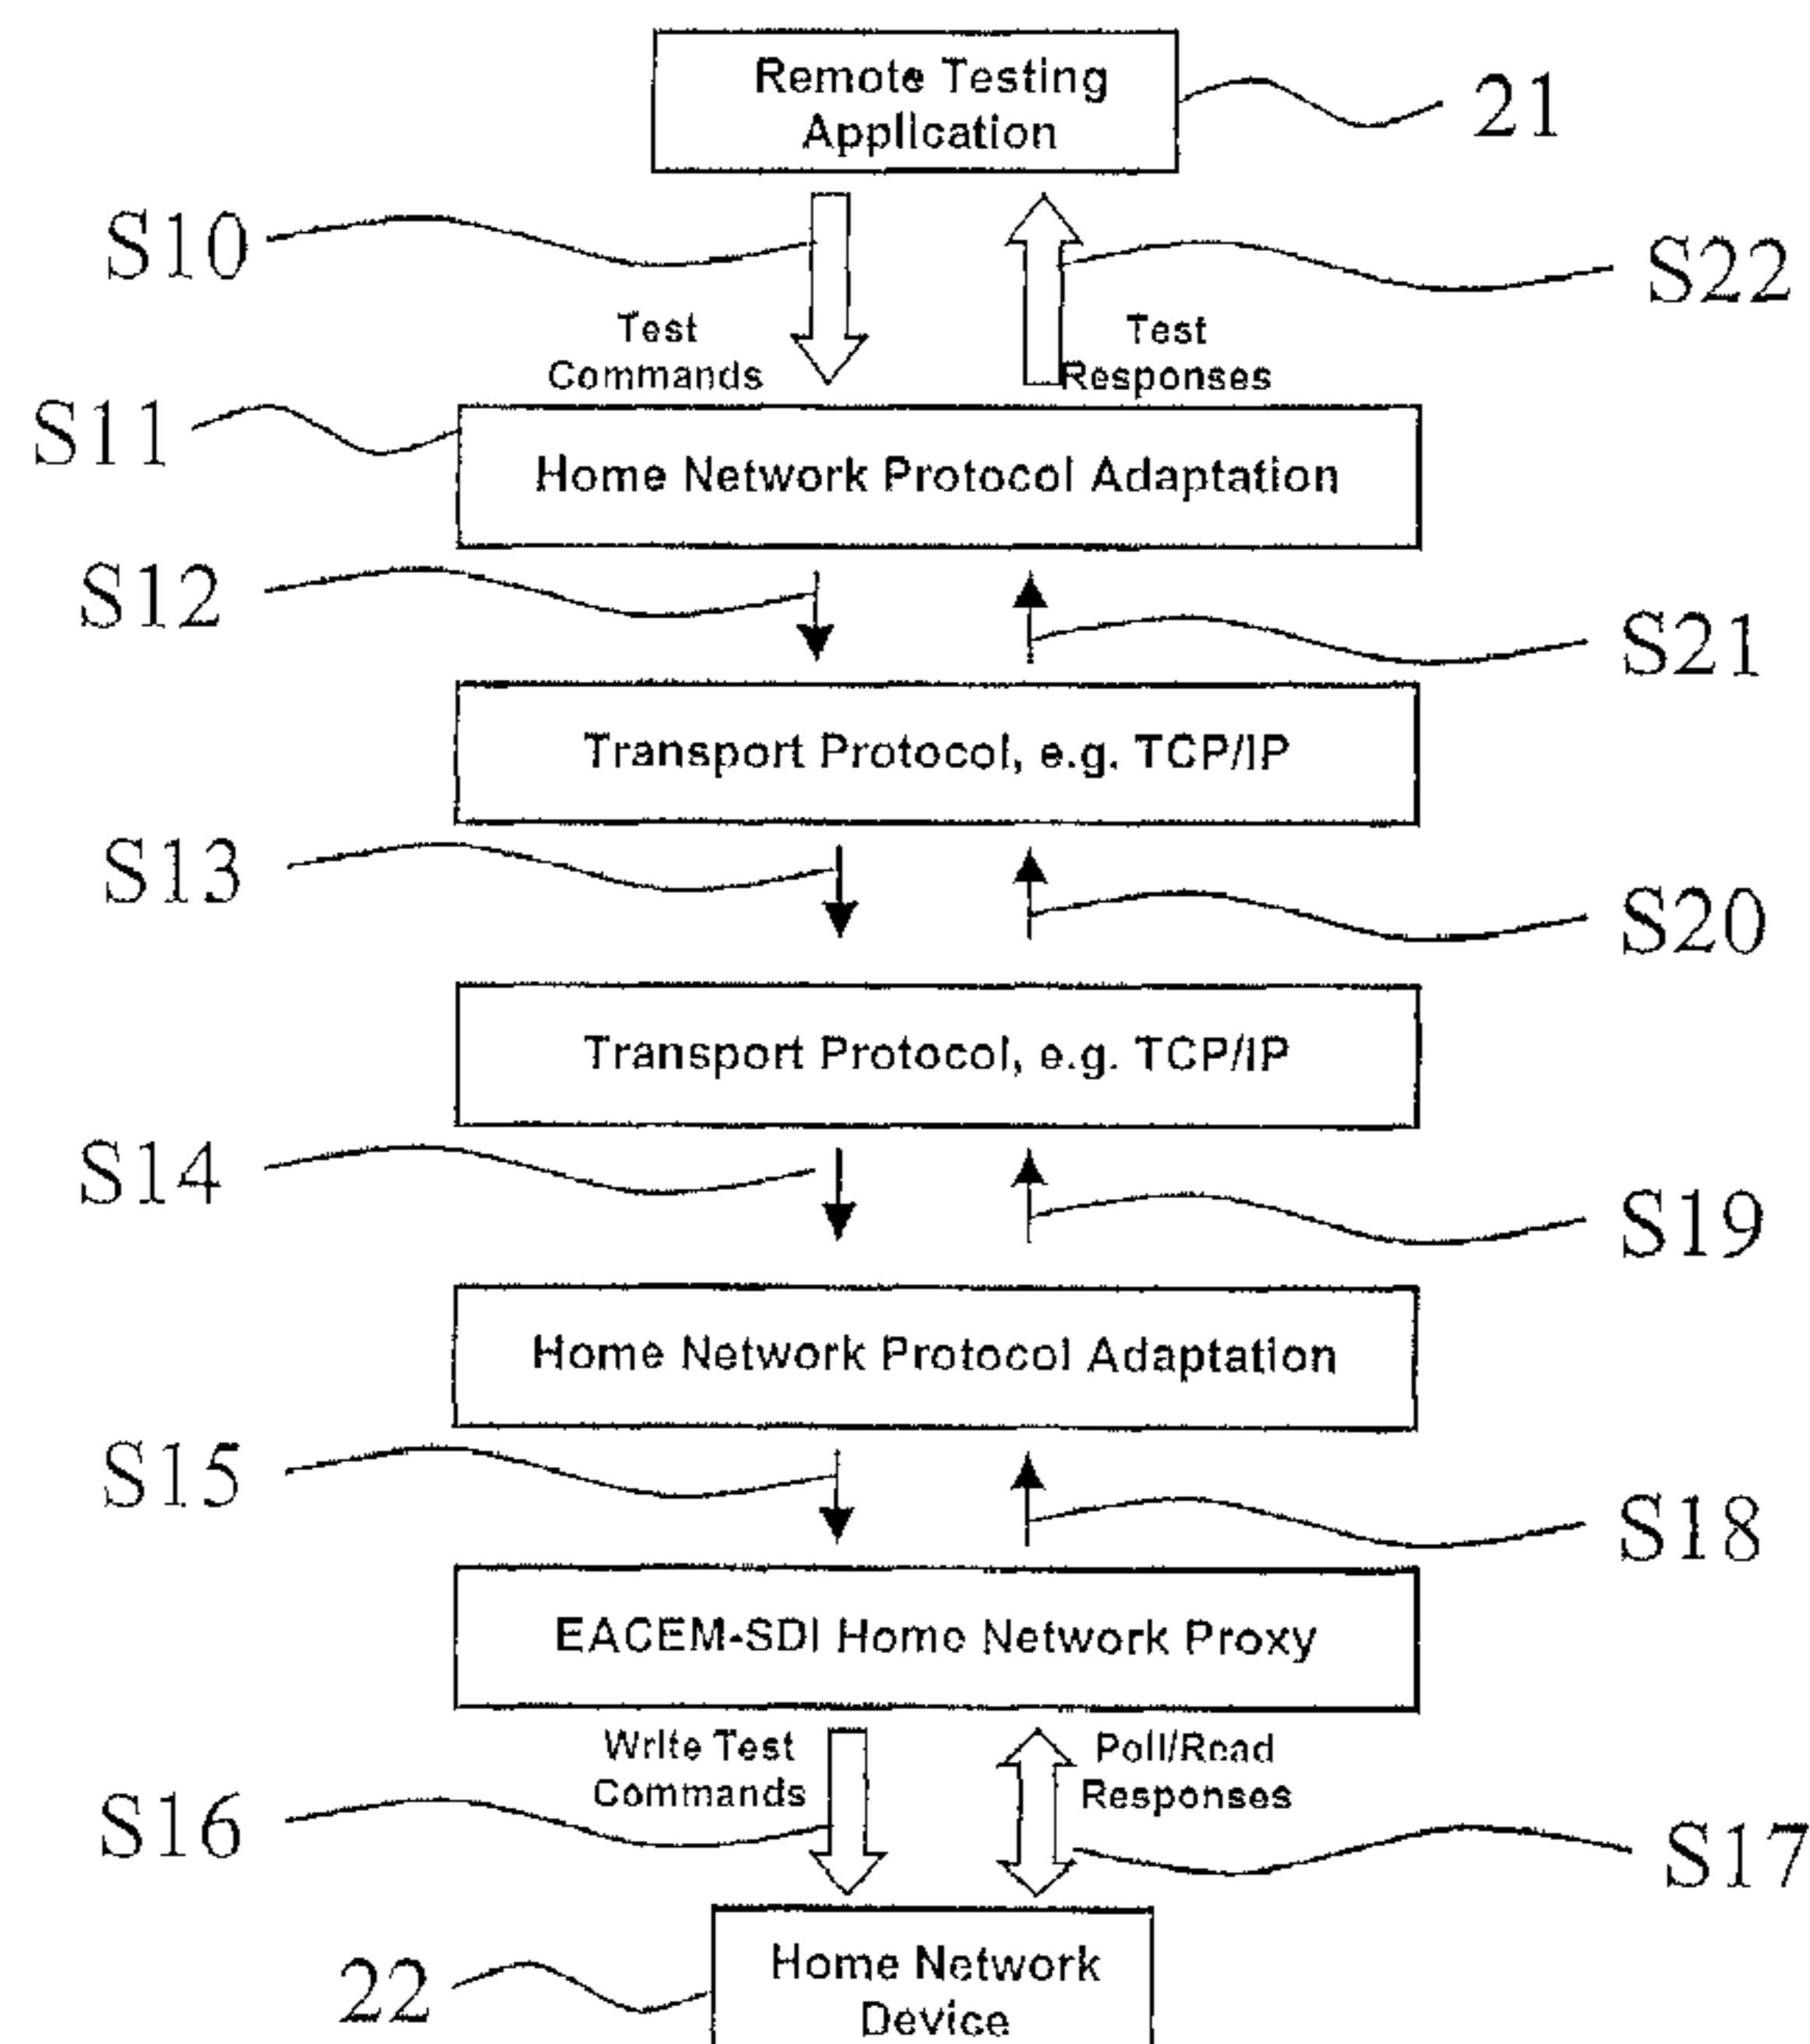 Remote Testing
Application
21
S10
S22
Test
Commands
Test
Responses
S11
Home Network Protocol Adaptation
S12
S21
Transport Protocol, e.g. TCP/IP
S13
S20
Transport Protocol, e.g. TCP/IP
S14
S19
Home Network Protocol Adaptation
S15
S18
EACEM-SDI Home Network Proxy
Write Test
Commands
Poll/Read
Responses
S16
S17
22
Home Network
Device